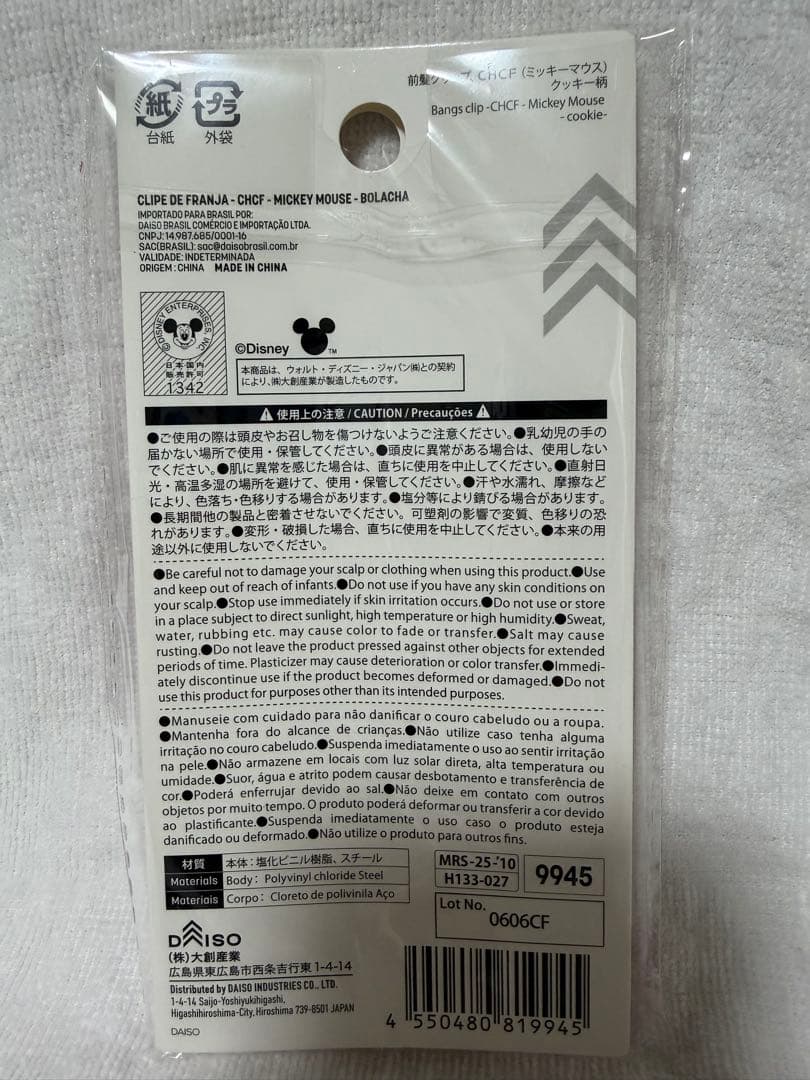 紙
台紙
プラ
外袋
前髪クリップ CHCF（ミッキーマウス）
クッキー柄
Bangs clip -CHCF - Mickey Mouse
- cookie-
CLIPE DE FRANJA - CHCF - MICKEY MOUSE - BOLACHA
IMPORTADO PARA BRASIL POR:
DAISO BRASIL COMÉRCIO E IMPORTAÇÃO LTDA.
CNPJ: 14.987.685/0001-16
SAC(BRASIL): sac@daisobrasil.com.br
VALIDADE: INDETERMINADA
ORIGEM: CHINA MADE IN CHINA
©DISNEY ENTERPRISES, INC.
日本国内
販売許可
1342
©Disney
TM
本商品は、ウォルト・ディズニー・ジャパン㈱との契約
により、㈱大創産業が製造したものです。
⚠ 使用上の注意 / CAUTION / Precauções ⚠
●ご使用の際は頭皮やお召し物を傷つけないようご注意ください。●乳幼児の手の
届かない場所で使用・保管してください。●頭皮に異常がある場合は、使用しない
でください。●肌に異常を感じた場合は、直ちに使用を中止してください。●直射日
光・高温多湿の場所を避けて、使用・保管してください。●汗や水濡れ、摩擦などに
により、色落ち・色移りする場合があります。●塩分等により錆びる場合があります。
●長期間他の製品と密着させないでください。可塑剤の影響で変質、色移りの恐
れがあります。●変形・破損した場合、直ちに使用を中止してください。●本来の用
途以外に使用しないでください。
●Be careful not to damage your scalp or clothing when using this product.●Use
and keep out of reach of infants.●Do not use if you have any skin conditions on
your scalp.●Stop use immediately if skin irritation occurs.●Do not use or store
in a place subject to direct sunlight, high temperature or high humidity.●Sweat,
water, rubbing etc. may cause color to fade or transfer.●Salt may cause
rusting.●Do not leave the product pressed against other objects for extended
periods of time. Plasticizer may cause deterioration or color transfer.●Immedi-
ately discontinue use if the product becomes deformed or damaged.●Do not
use this product for purposes other than its intended purposes.
●Manuseie com cuidado para não danificar o couro cabeludo ou a roupa.
●Mantenha fora do alcance de crianças.●Não utilize caso tenha alguma
irritação no couro cabeludo.●Suspenda imediatamente o uso ao sentir irritação
na pele.●Não armazene em locais com luz solar direta, alta temperatura ou
umidade.●Suor, água e atrito podem causar desbotamento e transferência de
cor.●Poderá enferrujar devido ao sal.●Não deixe em contato com outros
objetos por muito tempo. O produto poderá deformar ou transferir a cor devido
ao plastificante.●Suspenda imediatamente o uso caso o produto esteja
danificado ou deformado.●Não utilize o produto para outros fins.
材質 本体：塩化ビニル樹脂、スチール
Materials Body : Polyvinyl chloride Steel
Materiais Corpo : Cloreto de polivinila Aço
MRS-25-'10
H133-027
9945
Lot No.
0606CF
DAISO
（株）大創産業
広島県東広島市西条吉行東 1-4-14
Distributed by DAISO INDUSTRIES CO., LTD.
1-4-14 Saijo-Yoshiyukihigashi,
Higashihiroshima-City, Hiroshima 739-8501 JAPAN
DAISO
4 550480 819945